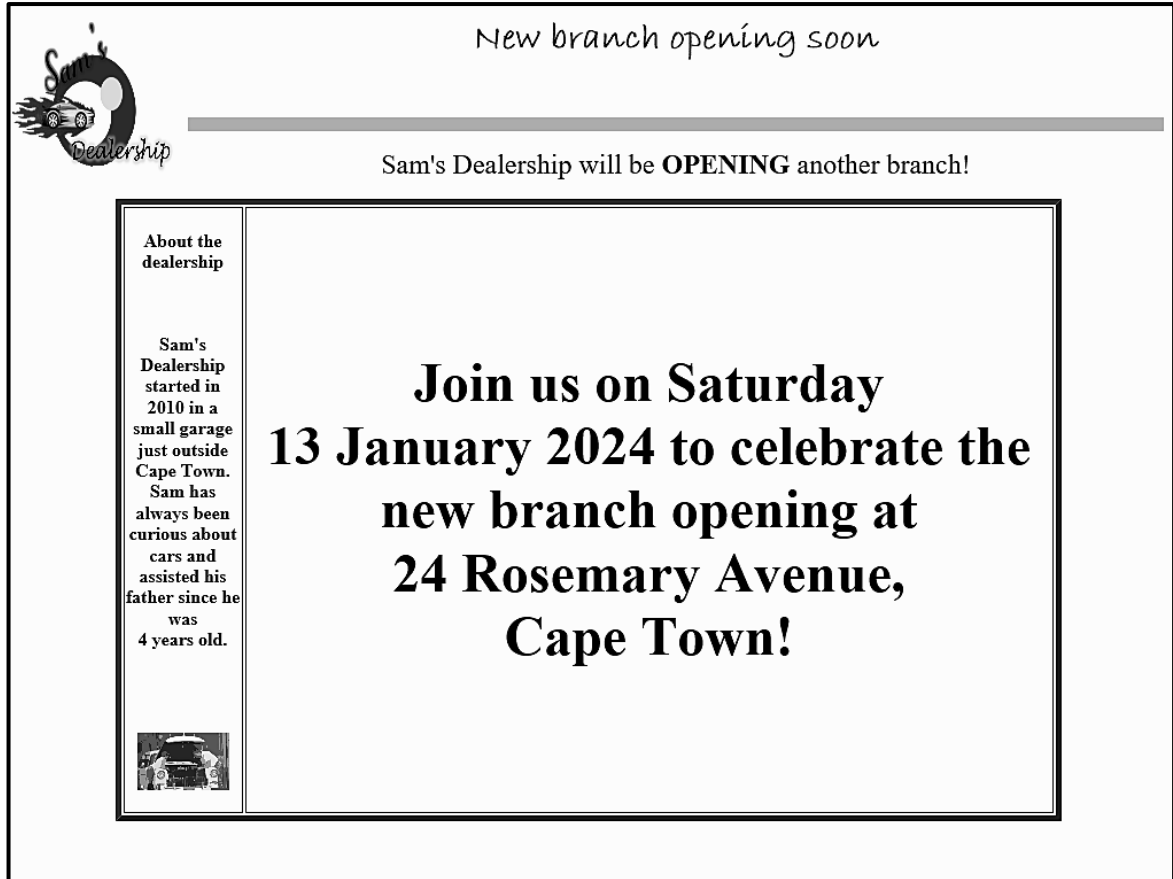 Sam's
Dealership
New branch opening soon
Sam's Dealership will be OPENING another branch!
About the
dealership
Sam's
Dealership
started in
2010 in a
small garage
just outside
Cape Town.
Sam has
always been
curious about
cars and
assisted his
father since he
was
4 years old.
Join us on Saturday
13 January 2024 to celebrate the
new branch opening at
24 Rosemary Avenue,
Cape Town!